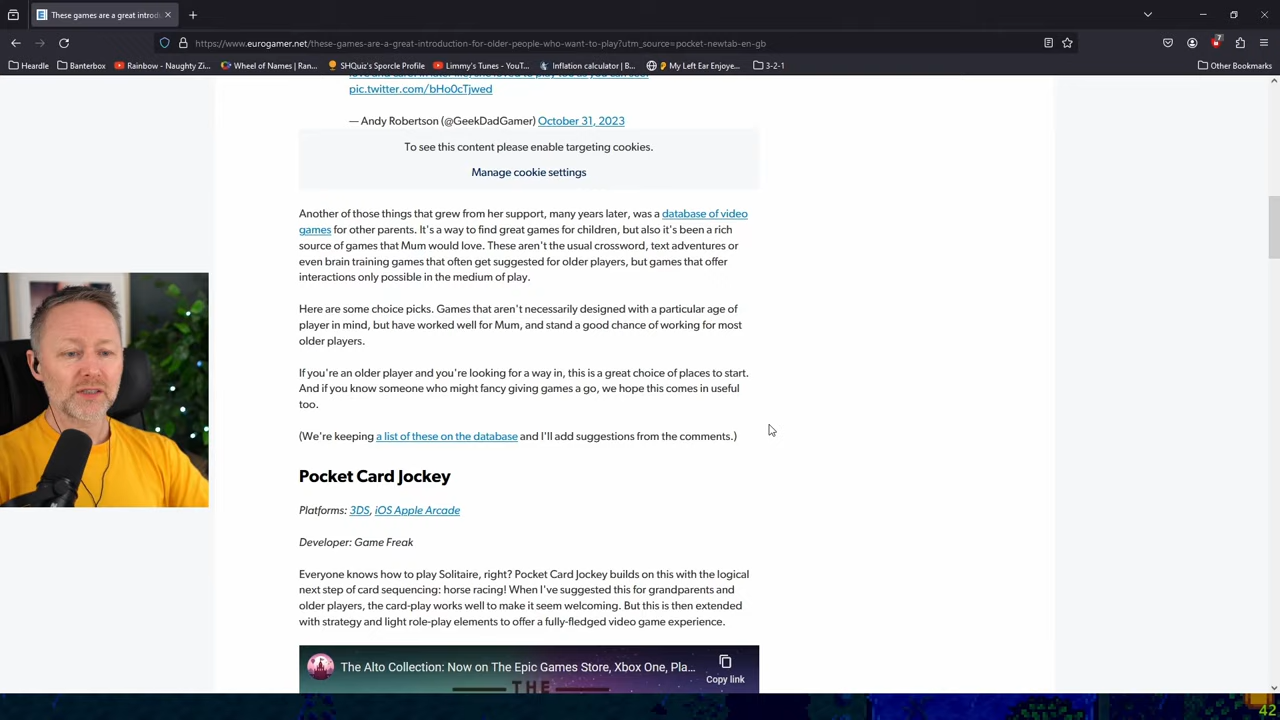 These games are a great introdu
https://www.eurogamer.net/these-games-are-a-great-introduction-for-older-people-who-want-to-play?utm_source=pocket-newtab-en-gb
7
Heardle Banterbox Rainbow - Naughty Zi... Wheel of Names | Ran... SHQuiz's Sporcle Profile Limmy's Tunes - YouT... Inflation calculator | B... My Left Ear Enjoye... 3-2-1 Other Bookmarks
pic.twitter.com/bHo0cTjwed
— Andy Robertson (@GeekDadGamer) October 31, 2023
To see this content please enable targeting cookies.
Manage cookie settings
Another of those things that grew from her support, many years later, was a database of video
games for other parents. It's a way to find great games for children, but also it's been a rich
source of games that Mum would love. These aren't the usual crossword, text adventures or
even brain training games that often get suggested for older players, but games that offer
interactions only possible in the medium of play.
Here are some choice picks. Games that aren't necessarily designed with a particular age of
player in mind, but have worked well for Mum, and stand a good chance of working for most
older players.
If you're an older player and you're looking for a way in, this is a great choice of places to start.
And if you know someone who might fancy giving games a go, we hope this comes in useful
too.
(We're keeping a list of these on the database and I'll add suggestions from the comments.)
Pocket Card Jockey
Platforms: 3DS, iOS Apple Arcade
Developer: Game Freak
Everyone knows how to play Solitaire, right? Pocket Card Jockey builds on this with the logical
next step of card sequencing: horse racing! When I've suggested this for grandparents and
older players, the card-play works well to make it seem welcoming. But this is then extended
with strategy and light role-play elements to offer a fully-fledged video game experience.
The Alto Collection: Now on The Epic Games Store, Xbox One, Pla...
Copy link
THE
42